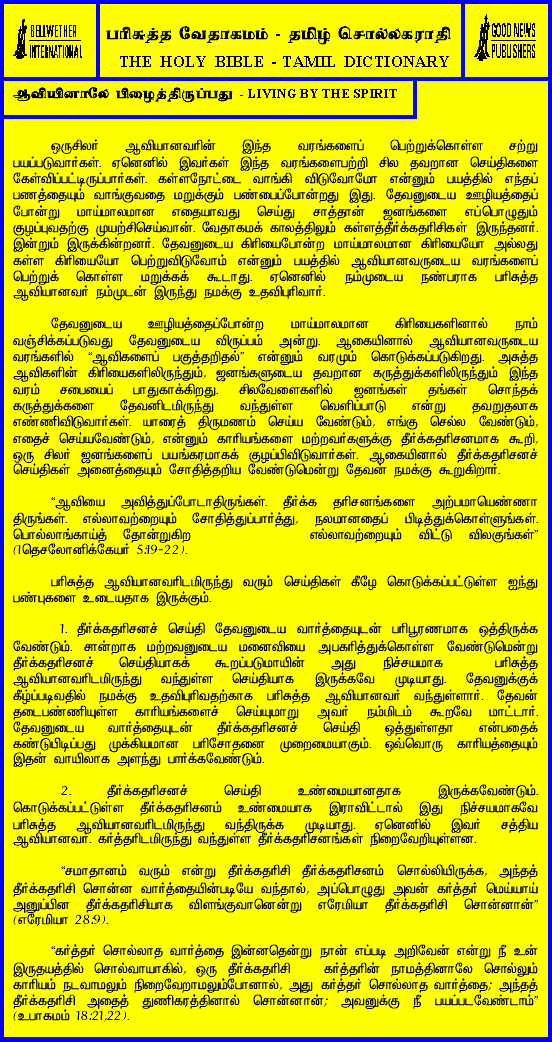 BELLWETHER
INTERNATIONAL
பரிசுத்த வேதாகமம் - தமிழ் சொல்லகராதி
THE HOLY BIBLE - TAMIL DICTIONARY
GOOD NEWS
PUBLISHERS
ஆவியினாலே பிழைத்திருப்பது - LIVING BY THE SPIRIT
ஒருசிலர் ஆவியானவரின் இந்த வரங்களைப் பெற்றுக்கொள்ள சற்று
பயப்படுவார்கள். ஏனெனில் இவர்கள் இந்த வரங்களைபற்றி சில தவறான செய்திகளை
கேள்விப்பட்டிருப்பார்கள். கள்ளநோட்டை வாங்கி விடுவோமோ என்னும் பயத்தில் எந்தப்
பணத்தையும் வாங்குவதை மறுக்கும் பண்பைப்போன்றது இது. தேவனுடைய ஊழியத்தைப்
போன்று மாய்மாலமான எதையாவது செய்து சாத்தான் ஜனங்களை எப்பொழுதும்
குழப்புவதற்கு முயற்சிசெய்வான். வேதாகமக் காலத்திலும் கள்ளத்தீர்க்கதரிசிகள் இருந்தனர்.
இன்றும் இருக்கின்றனர். தேவனுடைய கிரியைபோன்ற மாய்மாலமான கிரியையோ அல்லது
கள்ள கிரியையோ பெற்றுவிடுவோம் என்னும் பயத்தில் ஆவியானவருடைய வரங்களைப்
பெற்றுக் கொள்ள மறுக்கக் கூடாது. ஏனெனில் நம்முடைய நண்பராக பரிசுத்த
ஆவியானவர் நம்முடன் இருந்து நமக்கு உதவிபுரிவார்.
தேவனுடைய ஊழியத்தைப்போன்ற மாய்மாலமான கிரியைகளினால் நாம்
வஞ்சிக்கப்படுவது தேவனுடைய விருப்பம் அன்று. ஆகையினால் ஆவியானவருடைய
வரங்களில் “ஆவிகளைப் பகுத்தறிதல்” என்னும் வரமும் கொடுக்கப்படுகிறது. அசுத்த
ஆவிகளின் கிரியைகளிலிருந்தும், ஜனங்களுடைய தவறான கருத்துக்களிலிருந்தும் இந்த
வரம் சபையைப் பாதுகாக்கிறது. சிலவேளைகளில் ஜனங்கள் தங்கள் சொந்தக்
கருத்துக்களை தேவனிடமிருந்து வந்துள்ள வெளிப்பாடு என்று தவறுதலாக
எண்ணிவிடுவார்கள். யாரைத் திருமணம் செய்ய வேண்டும், எங்கு செல்ல வேண்டும்,
எதைச் செய்யவேண்டும், என்னும் காரியங்களை மற்றவர்களுக்கு தீர்க்கதரிசனமாக கூறி,
ஒரு சிலர் ஜனங்களைப் பயங்கரமாகக் குழப்பிவிடுவார்கள். ஆகையினால் தீர்க்கதரிசனச்
செய்திகள் அனைத்தையும் சோதித்தறிய வேண்டுமென்று தேவன் நமக்கு கூறுகிறார்.
“ஆவியை அவித்துப்போடாதிருங்கள். தீர்க்க தரிசனங்களை அற்பமாயெண்ணா
திருங்கள். எல்லாவற்றையும் சோதித்துப்பார்த்து, நலமானதைப் பிடித்துக்கொள்ளுங்கள்.
பொல்லாங்காய்த் தோன்றுகிற எல்லாவற்றையும் விட்டு விலகுங்கள்”
(1தெசலோனிக்கேயர் 5:19-22).
பரிசுத்த ஆவியானவரிடமிருந்து வரும் செய்திகள் கீழே கொடுக்கப்பட்டுள்ள ஐந்து
பண்புகளை உடையதாக இருக்கும்.
1. தீர்க்கதரிசனச் செய்தி தேவனுடைய வார்த்தையுடன் பரிபூரணமாக ஒத்திருக்க
வேண்டும். சான்றாக மற்றவனுடைய மனைவியை அபகரித்துக்கொள்ள வேண்டுமென்று
தீர்க்கதரிசனச் செய்தியாகக் கூறப்படுமாயின் அது நிச்சயமாக பரிசுத்த
ஆவியானவரிடமிருந்து வந்துள்ள செய்தியாக இருக்கவே முடியாது. தேவனுக்குக்
கீழ்ப்படிவதில் நமக்கு உதவிபுரிவதற்காக பரிசுத்த ஆவியானவர் வந்துள்ளார். தேவன்
தடைபண்ணியுள்ள காரியங்களைச் செய்யுமாறு அவர் நம்மிடம் கூறவே மாட்டார்.
தேவனுடைய வார்த்தையுடன் தீர்க்கதரிசனச் செய்தி ஒத்துள்ளதா என்பதைக்
கண்டுபிடிப்பது முக்கியமான பரிசோதனை முறைமையாகும். ஒவ்வொரு காரியத்தையும்
இதன் வாயிலாக அளந்து பார்க்கவேண்டும்.
2. தீர்க்கதரிசனச் செய்தி உண்மையானதாக இருக்கவேண்டும்.
கொடுக்கப்பட்டுள்ள தீர்க்கதரிசனம் உண்மையாக இராவிட்டால் இது நிச்சயமாகவே
பரிசுத்த ஆவியானவரிடமிருந்து வந்திருக்க முடியாது. ஏனெனில் இவர் சத்திய
ஆவியானவர். கர்த்தரிடமிருந்து வந்துள்ள தீர்க்கதரிசனங்கள் நிறைவேறியுள்ளன.
“சமாதானம் வரும் என்று தீர்க்கதரிசி தீர்க்கதரிசனம் சொல்லியிருக்க, அந்தத்
தீர்க்கதரிசி சொன்ன வார்த்தையின்படியே வந்தால், அப்பொழுது அவன் கர்த்தர் மெய்யாய்
அனுப்பின தீர்க்கதரிசியாக விளங்குவானென்று எரேமியா தீர்க்கதரிசி சொன்னான்”
(எரேமியா 28:9).
“கர்த்தர் சொல்லாத வார்த்தை இன்னதென்று நான் எப்படி அறிவேன் என்று நீ உன்
இருதயத்தில் சொல்வாயாகில், ஒரு தீர்க்கதரிசி கர்த்தரின் நாமத்தினாலே சொல்லும்
காரியம் நடவாமலும் நிறைவேறாமலும்போனால், அது கர்த்தர் சொல்லாத வார்த்தை; அந்தத்
தீர்க்கதரிசி அதைத் துணிகரத்தினால் சொன்னான்; அவனுக்கு நீ பயப்படவேண்டாம்”
(உபாகமம் 18:21,22).